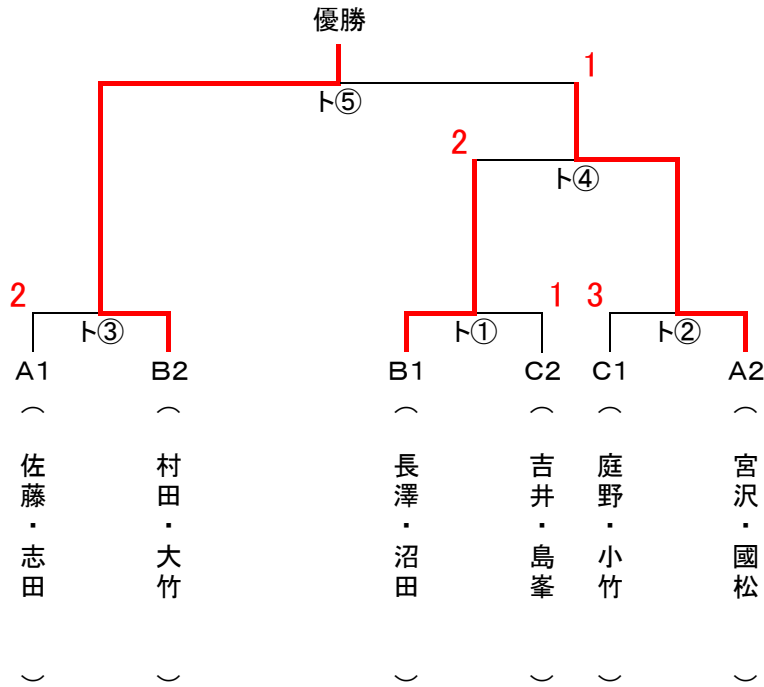 優勝
1
ト⑤
2
ト④
2
1
3
ト③
ト①
ト②
A1
B2
B1
C2
C1
A2
（佐藤・志田）
（村田・大竹）
（長澤・沼田）
（吉井・島峯）
（庭野・小竹）
（宮沢・國松）